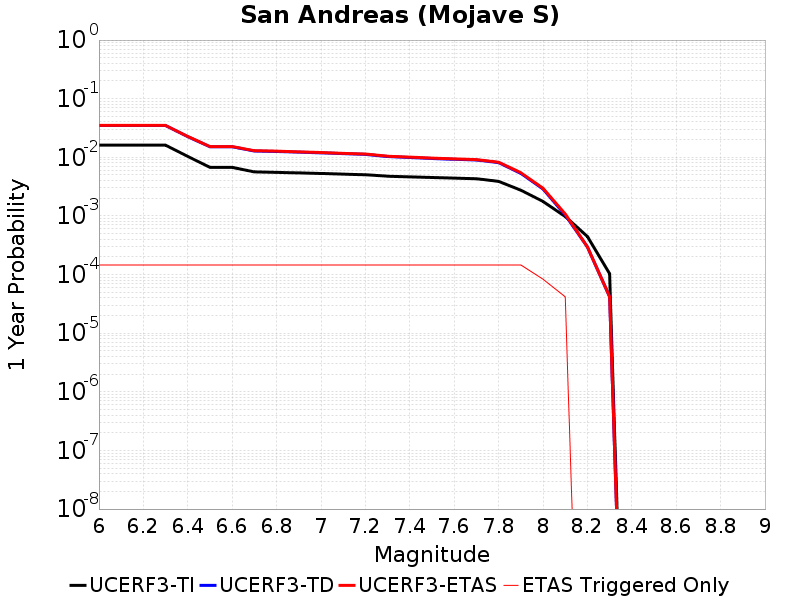 San Andreas (Mojave S)
10^0
10^-1
10^-2
10^-3
10^-4
10^-5
10^-6
10^-7
10^-8
1 Year Probability
6 6.2 6.4 6.6 6.8 7 7.2 7.4 7.6 7.8 8 8.2 8.4 8.6 8.8 9
Magnitude
UCERF3-TI UCERF3-TD UCERF3-ETAS ETAS Triggered Only